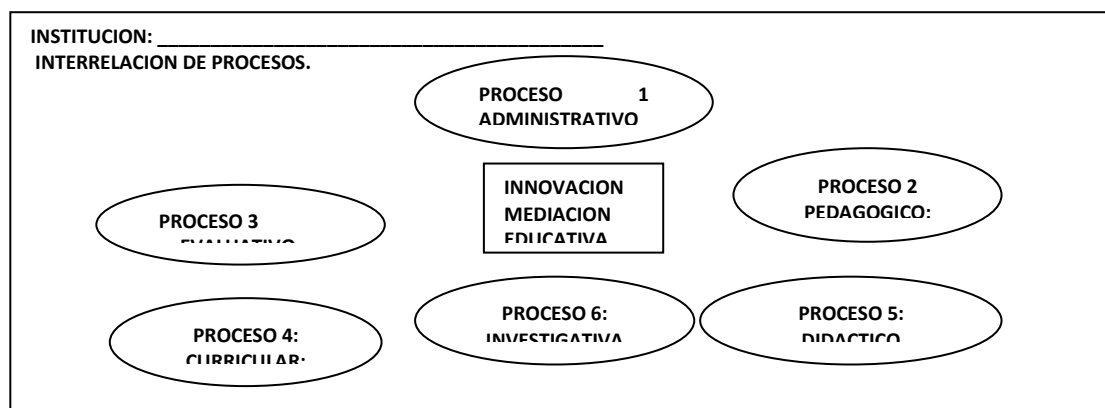 INSTITUCION: ___________________________________________
INTERRELACION DE PROCESOS.
PROCESO 1
ADMINISTRATIVO
INNOVACION
MEDIACION
EDUCATIVA
PROCESO 2
PEDAGOGICO:
PROCESO 3
EVALUATIVO
PROCESO 4:
CURRICULAR:
PROCESO 6:
INVESTIGATIVA
PROCESO 5:
DIDACTICO